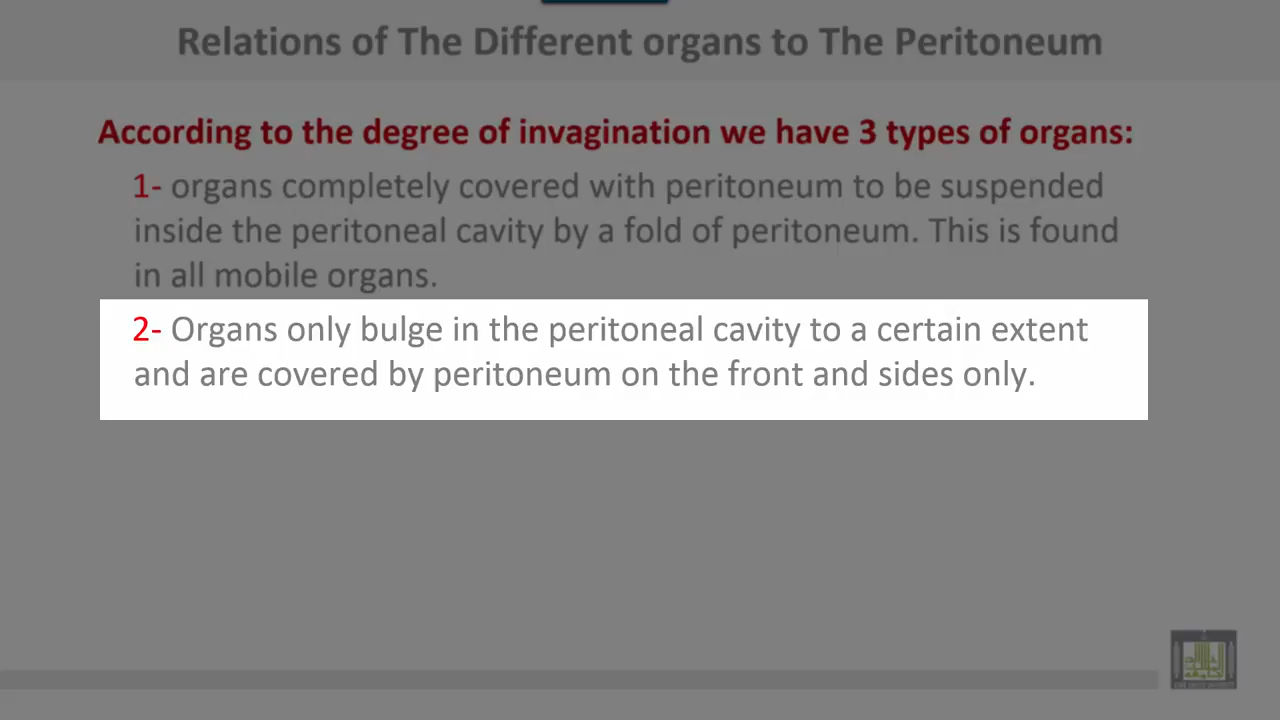 Relations of The Different organs to The Peritoneum
According to the degree of invagination we have 3 types of organs:
1- organs completely covered with peritoneum to be suspended
inside the peritoneal cavity by a fold of peritoneum. This is found
in all mobile organs.
2- Organs only bulge in the peritoneal cavity to a certain extent
and are covered by peritoneum on the front and sides only.